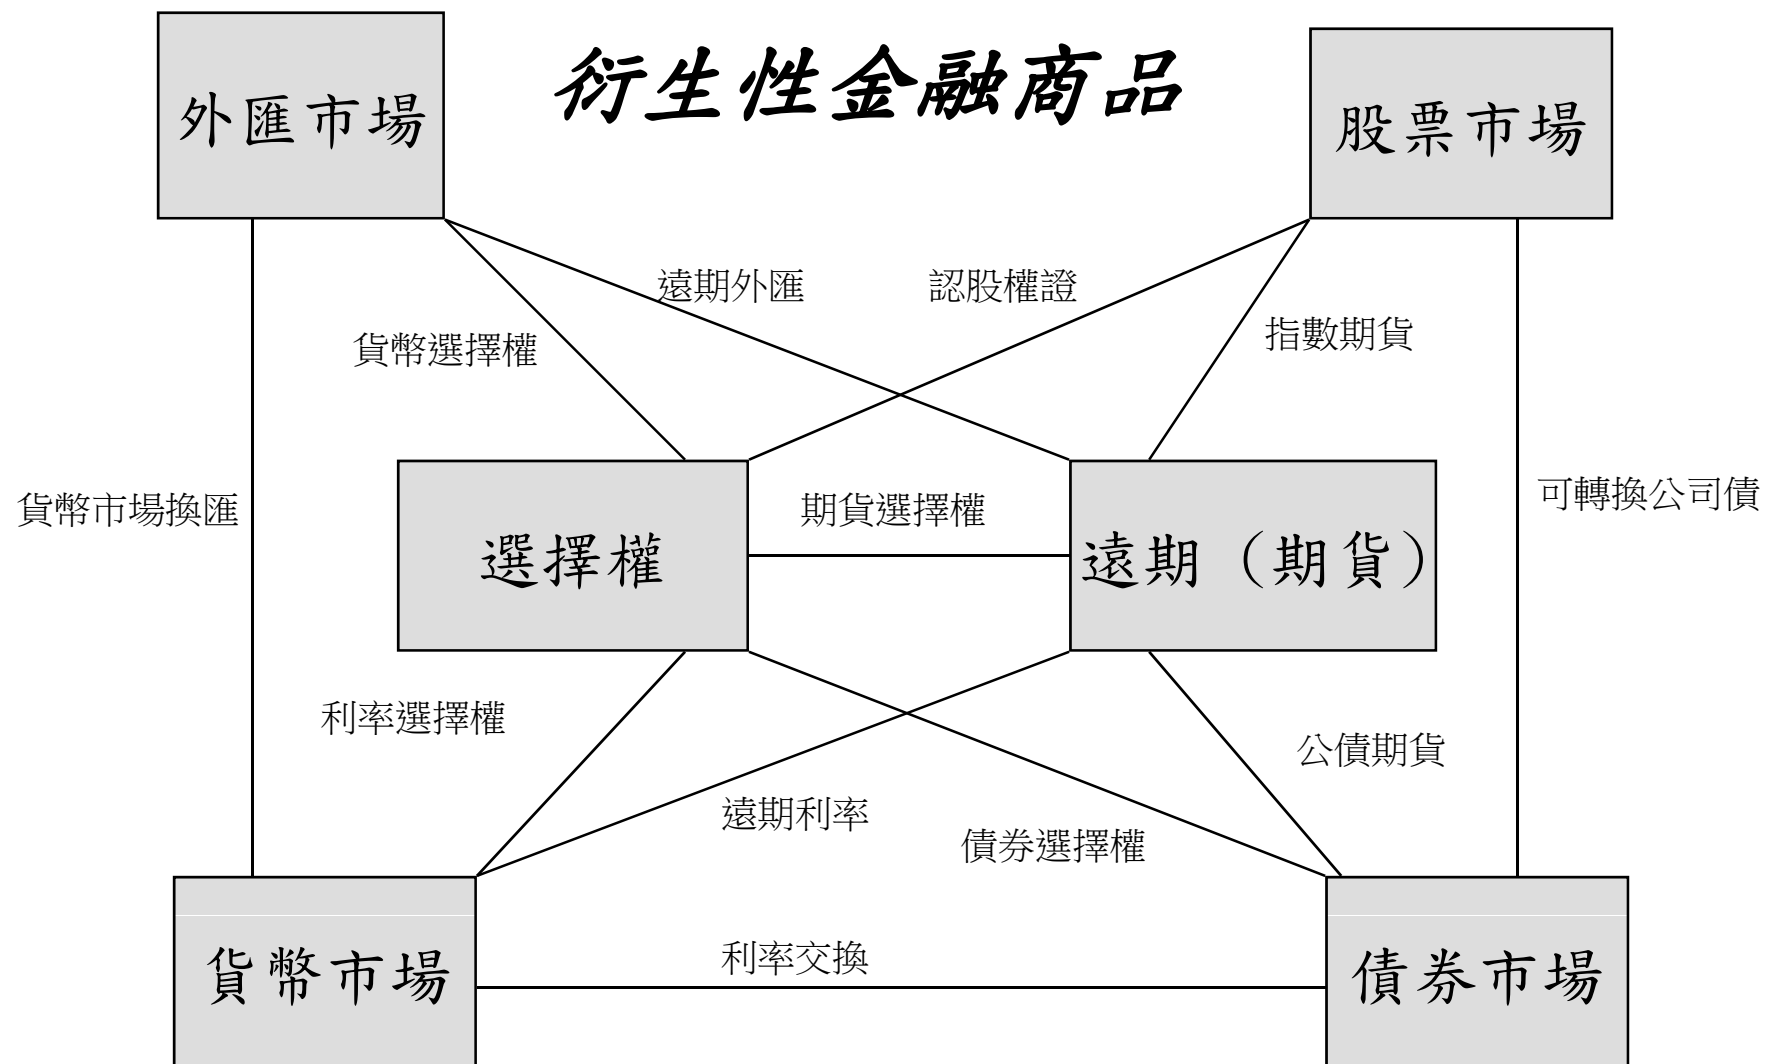 衍生性金融商品
外匯市場
股票市場
遠期外匯
認股權證
指數期貨
貨幣選擇權
貨幣市場換匯
期貨選擇權
可轉換公司債
選擇權
遠期（期貨）
利率選擇權
公債期貨
遠期利率
債券選擇權
利率交換
貨幣市場
債券市場